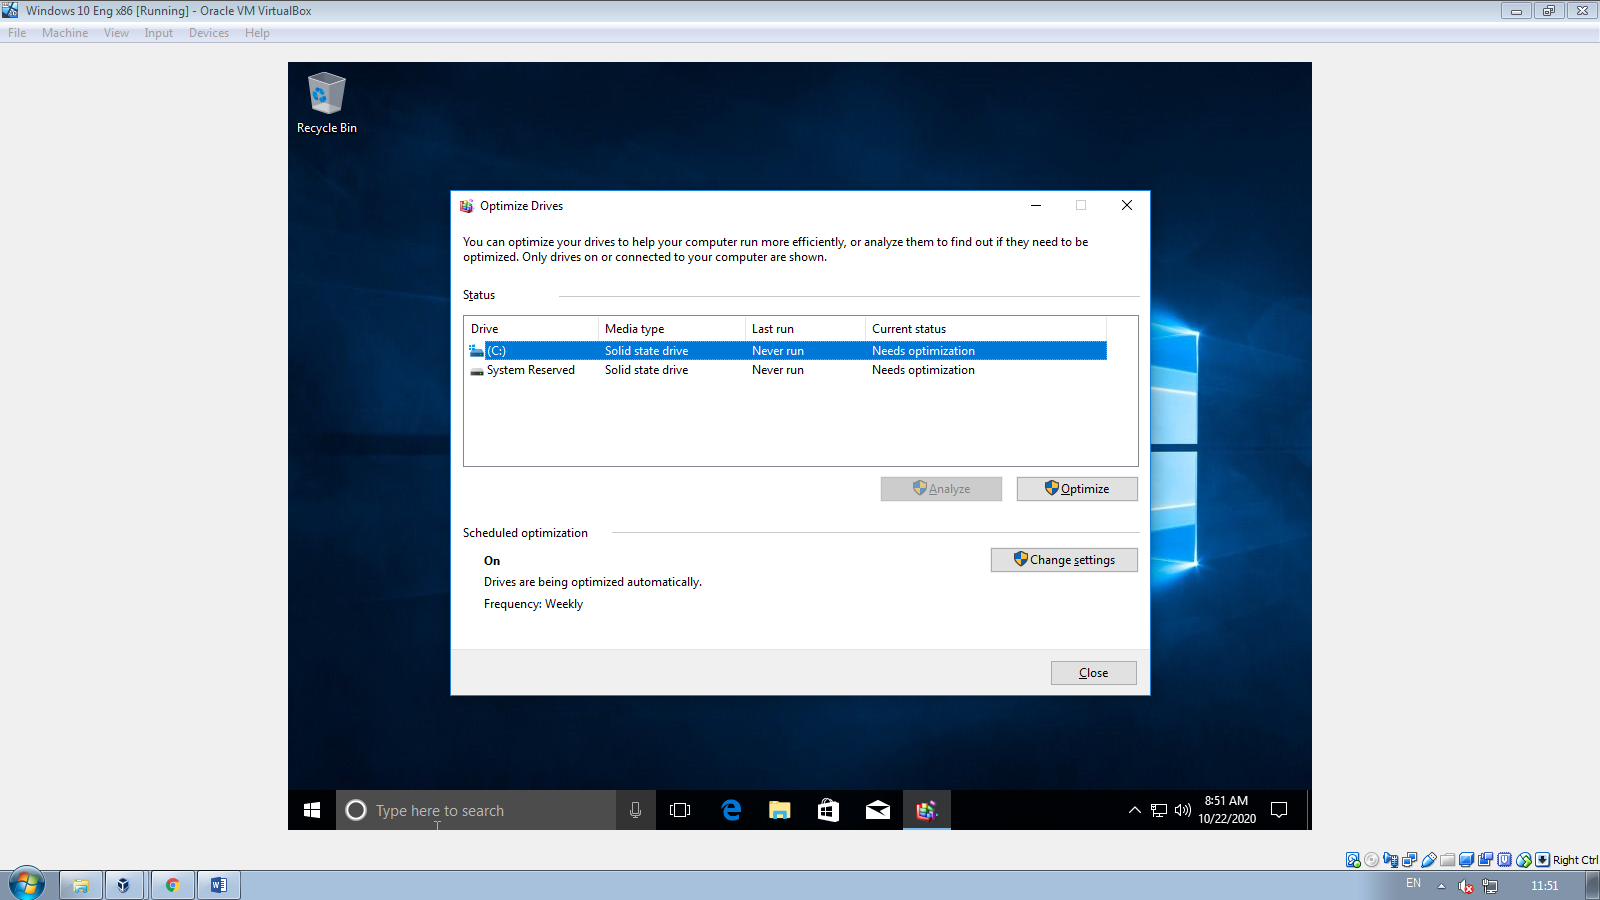 Windows 10 Eng x86 [Running] - Oracle VM VirtualBox
File Machine View Input Devices Help
Recycle Bin
Optimize Drives
You can optimize your drives to help your computer run more efficiently, or analyze them to find out if they need to be
optimized. Only drives on or connected to your computer are shown.
Status
Drive Media type Last run Current status
(C:) Solid state drive Never run Needs optimization
System Reserved Solid state drive Never run Needs optimization
Analyze Optimize
Scheduled optimization
On
Change settings
Drives are being optimized automatically.
Frequency: Weekly
Close
Type here to search
8:51 AM
10/22/2020
Right Ctrl
EN
11:51